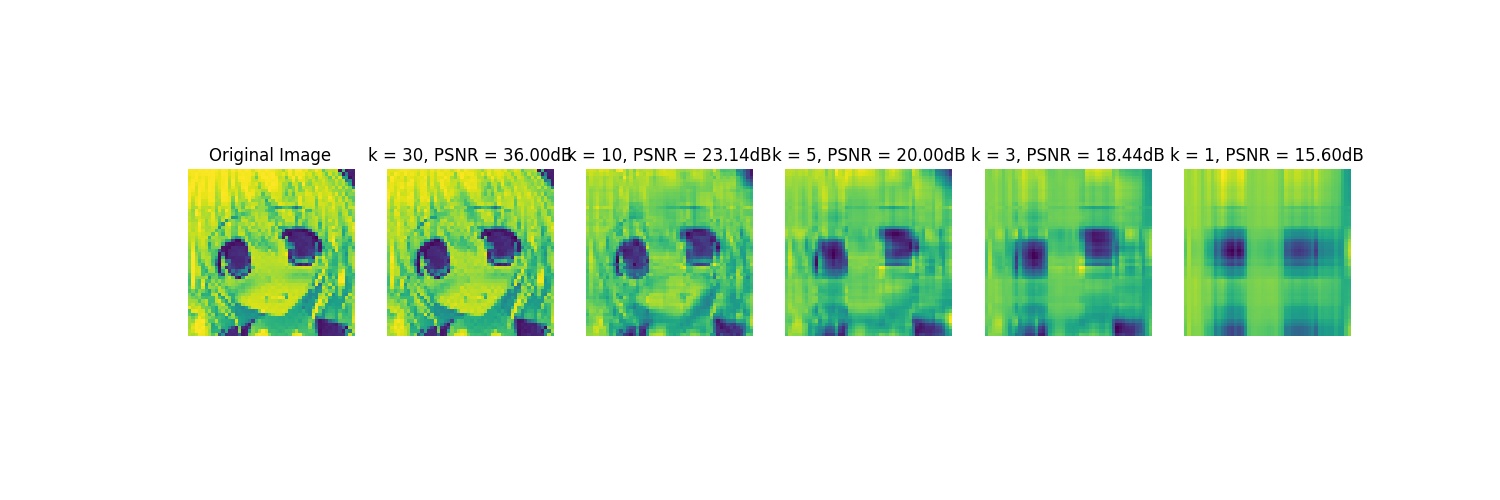 Original Image
k = 30, PSNR = 36.00dB
k = 10, PSNR = 23.14dB
k = 5, PSNR = 20.00dB
k = 3, PSNR = 18.44dB
k = 1, PSNR = 15.60dB